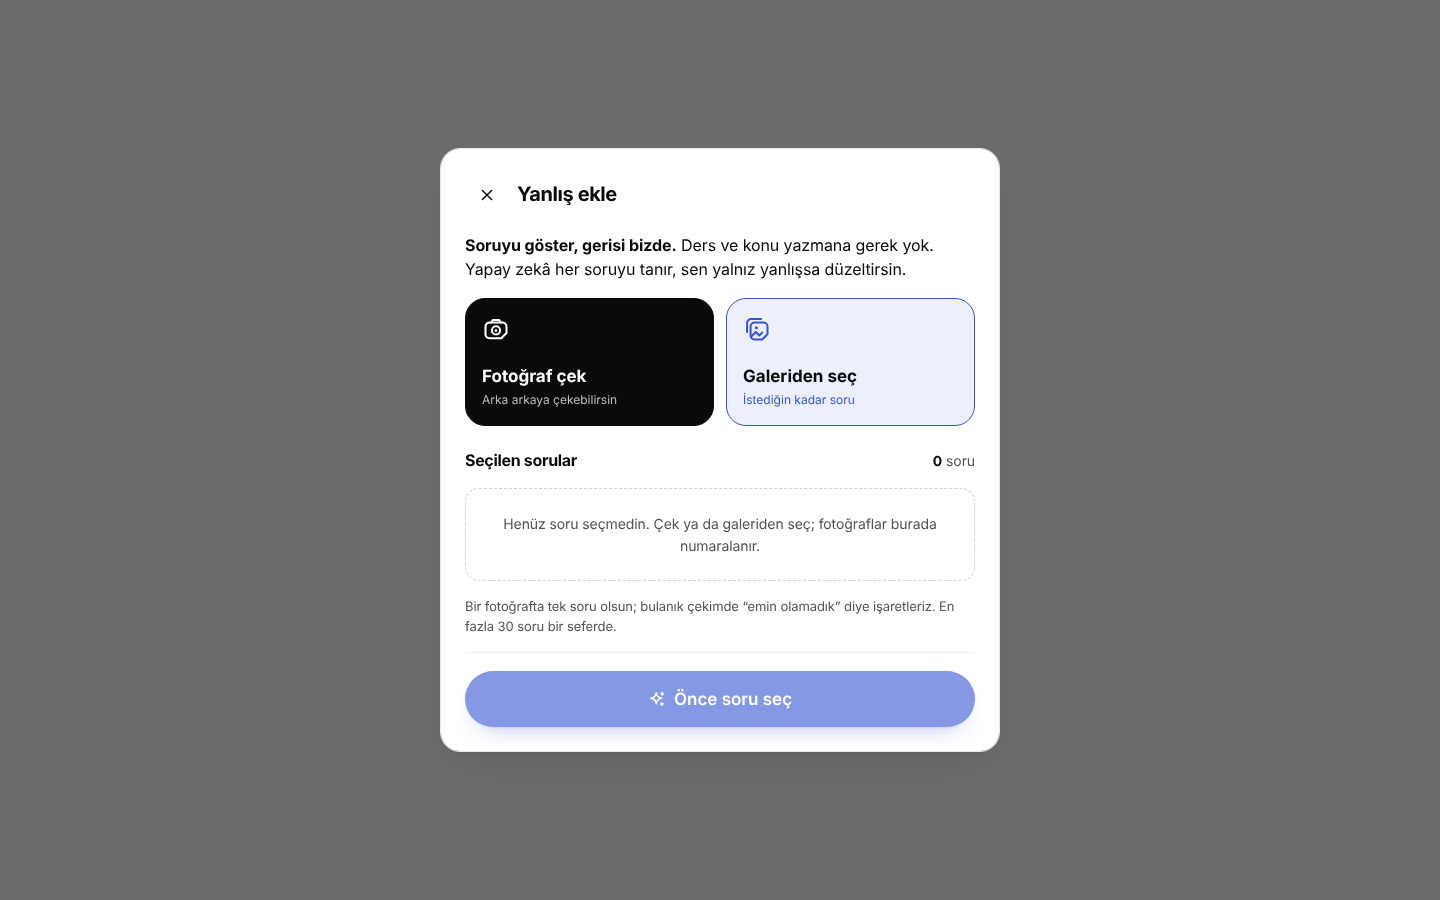 Yanlış ekle
Soruyu göster, gerisi bizde. Ders ve konu yazmana gerek yok.
Yapay zekâ her soruyu tanır, sen yalnız yanlışsa düzeltirsin.
Fotoğraf çek
Arka arkaya çekebilirsin
Galeriden seç
İstediğin kadar soru
Seçilen sorular
0 soru
Henüz soru seçmedin. Çek ya da galeriden seç; fotoğraflar burada
numaralanır.
Bir fotoğrafta tek soru olsun; bulanık çekimde “emin olamadık” diye işaretleriz. En
fazla 30 soru bir seferde.
Önce soru seç